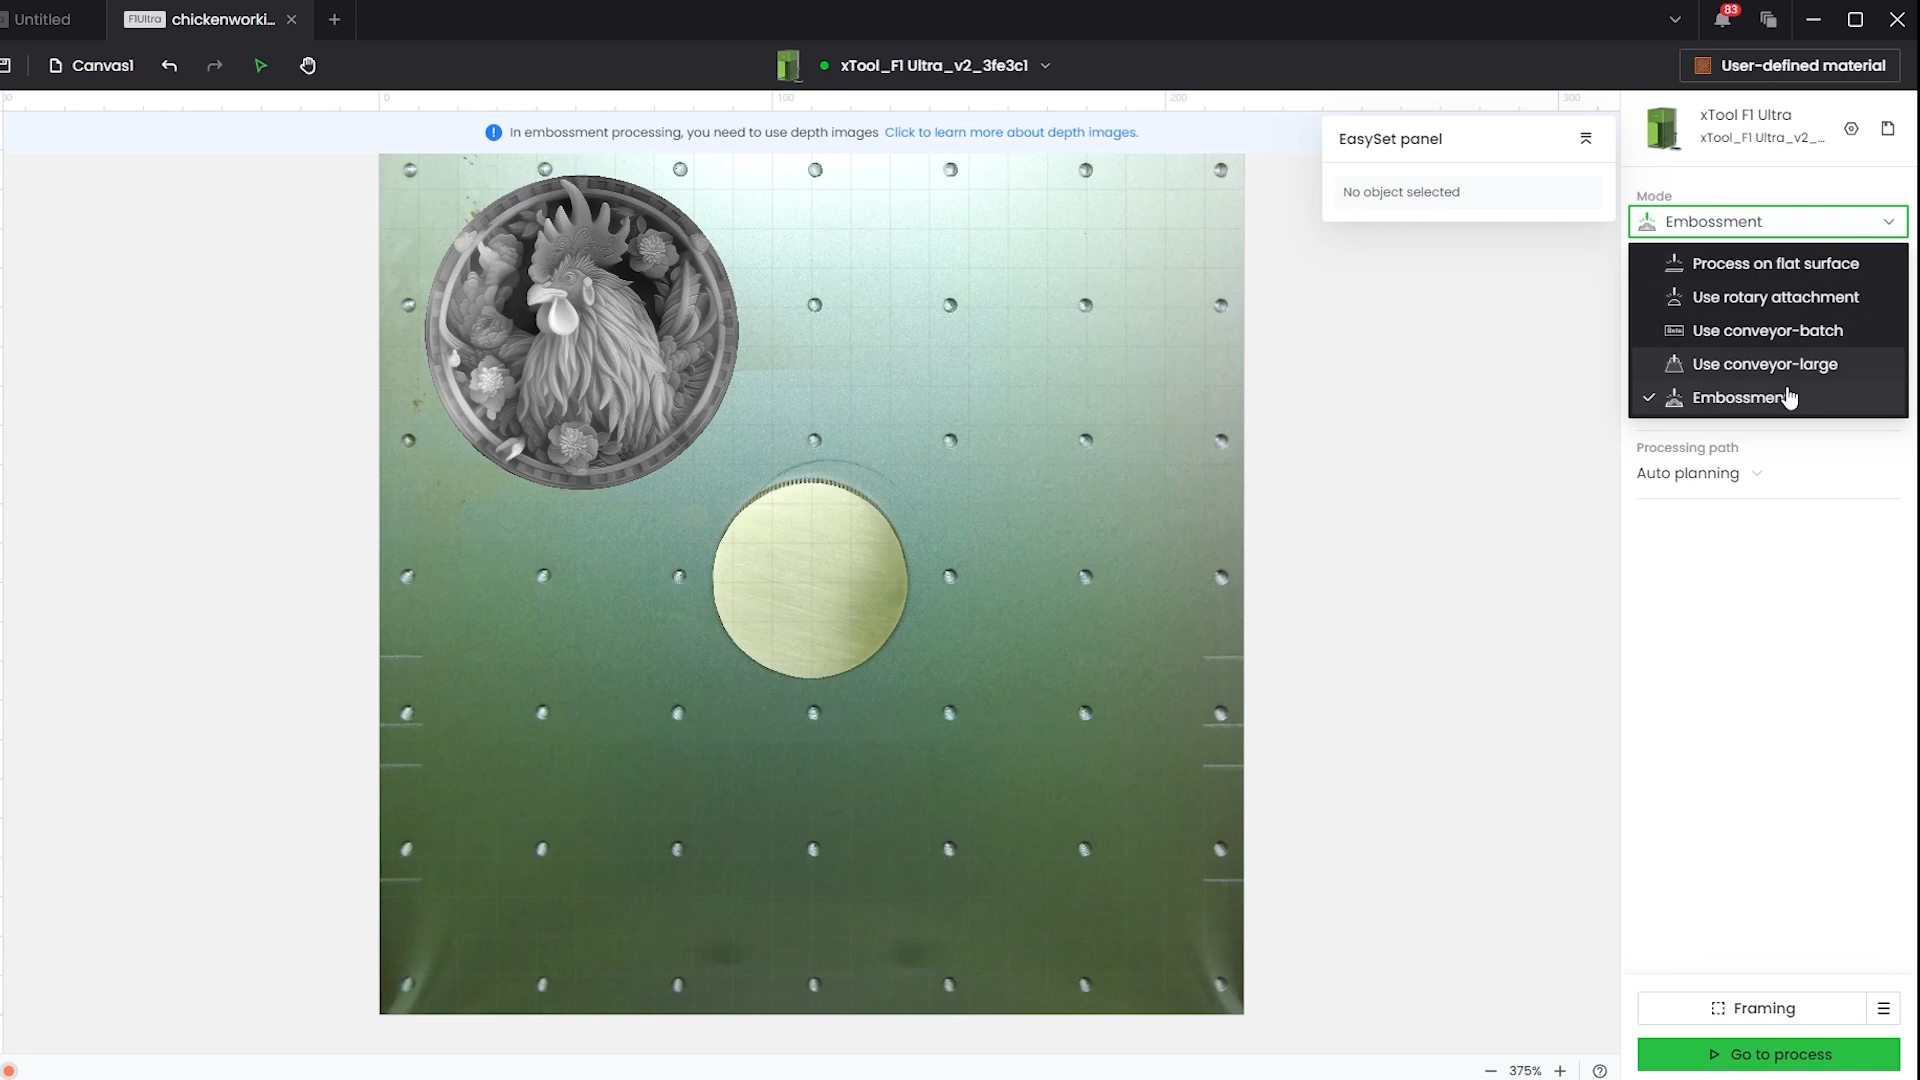 Untitled
F1Ultra chickenworki...
83
Canvas1
xTool_F1 Ultra_v2_3fe3c1
User-defined material
0
100
200
300
In embossment processing, you need to use depth images Click to learn more about depth images.
EasySet panel
No object selected
xTool F1 Ultra
xTool_F1 Ultra_v2_...
Mode
Embossment
Process on flat surface
Use rotary attachment
Beta Use conveyor-batch
Use conveyor-large
Embossment
Processing path
Auto planning
Framing
Go to process
375%